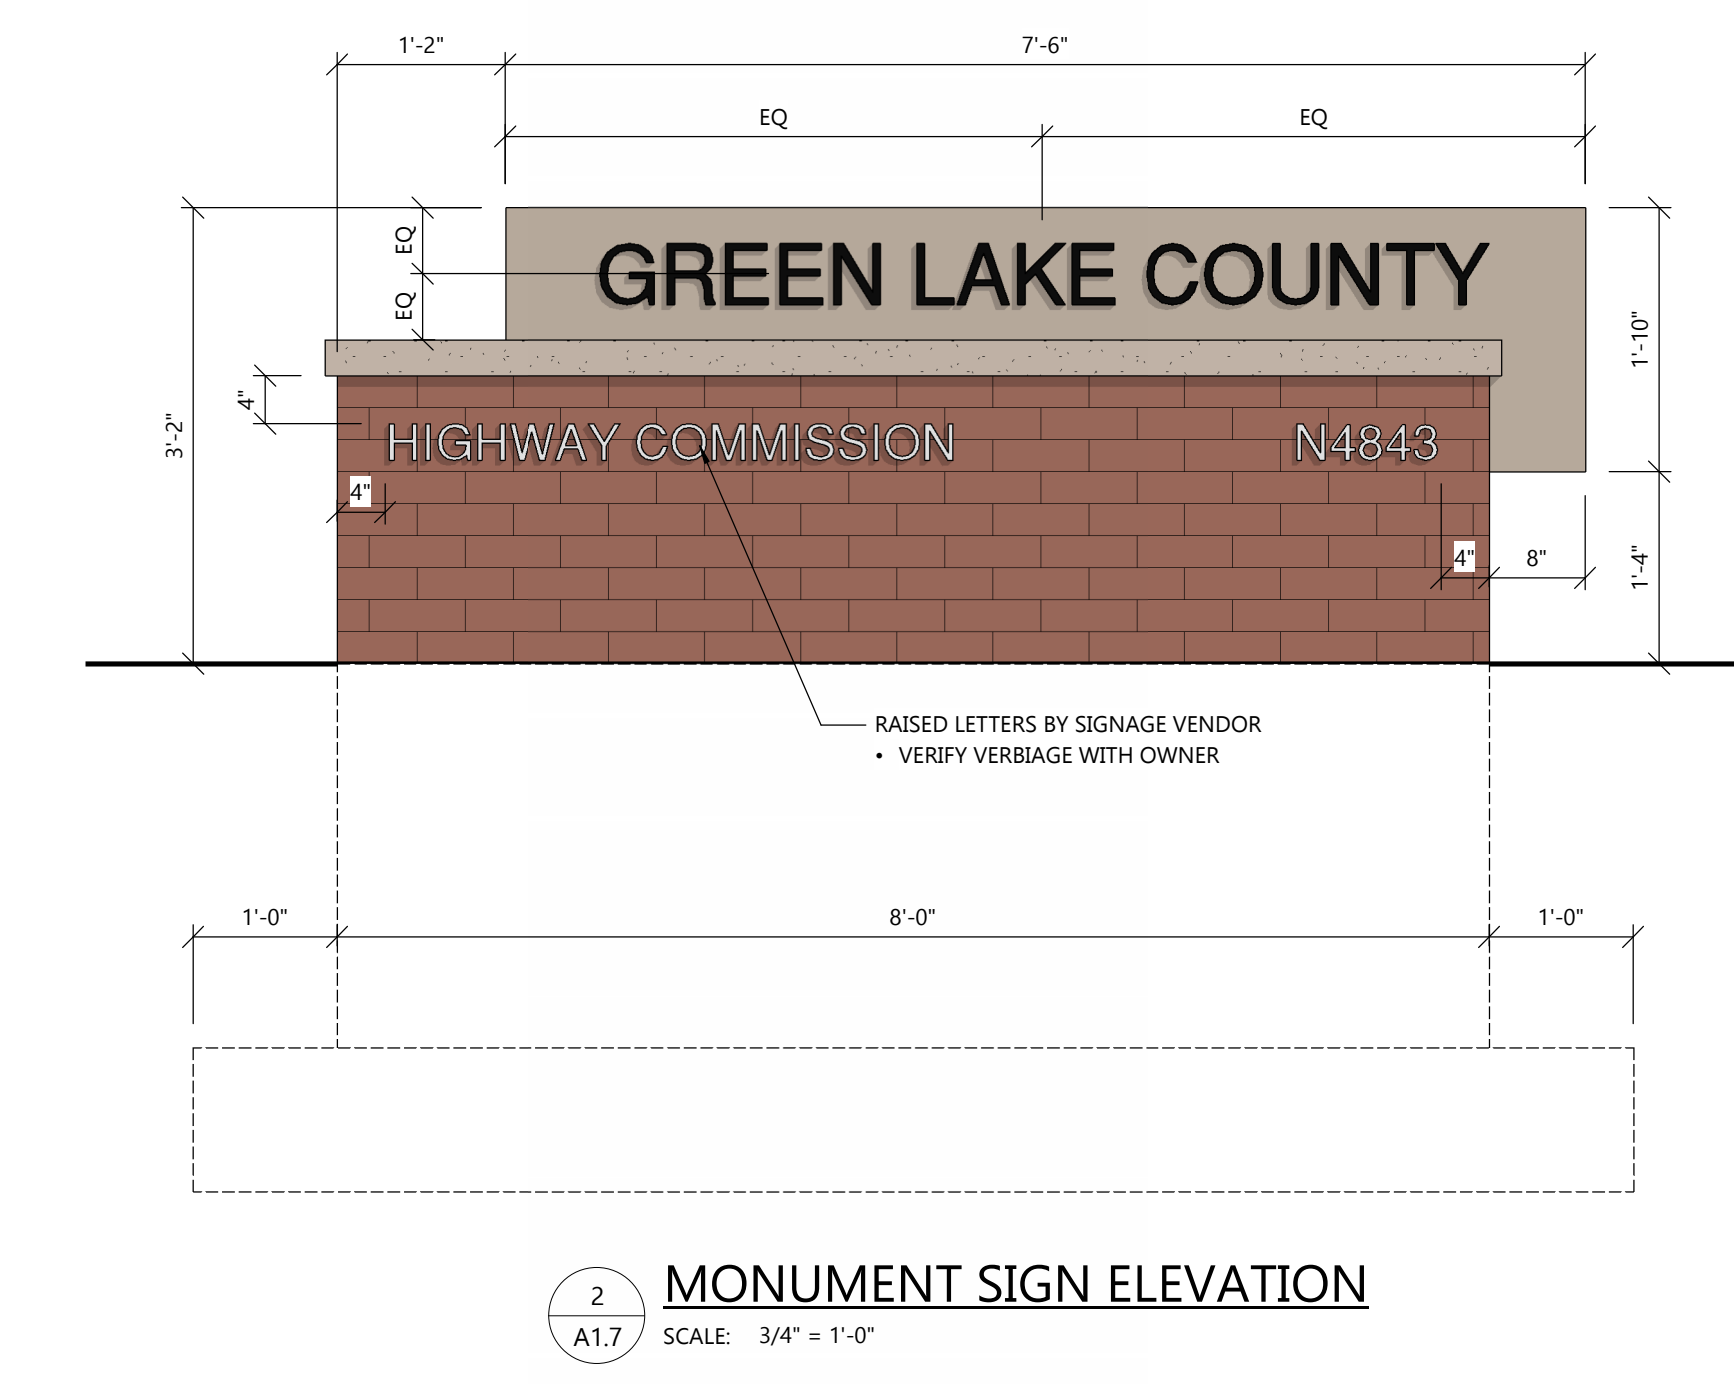 1'-2"
7'-6"
EQ
EQ
EQ
EQ
GREEN LAKE COUNTY
1'-10"
3'-2"
4"
HIGHWAY COMMISSION
N4843
4"
4"
8"
1'-4"
RAISED LETTERS BY SIGNAGE VENDOR
• VERIFY VERBIAGE WITH OWNER
1'-0"
8'-0"
1'-0"
2
A1.7
MONUMENT SIGN ELEVATION
SCALE: 3/4" = 1'-0"